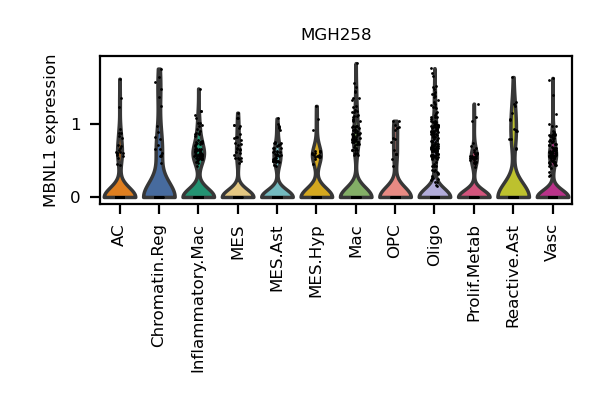 MGH258
MBNL1 expression
1
0
AC
Chromatin.Reg
Inflammatory.Mac
MES
MES.Ast
MES.Hyp
Mac
OPC
Oligo
Prolif.Metab
Reactive.Ast
Vasc